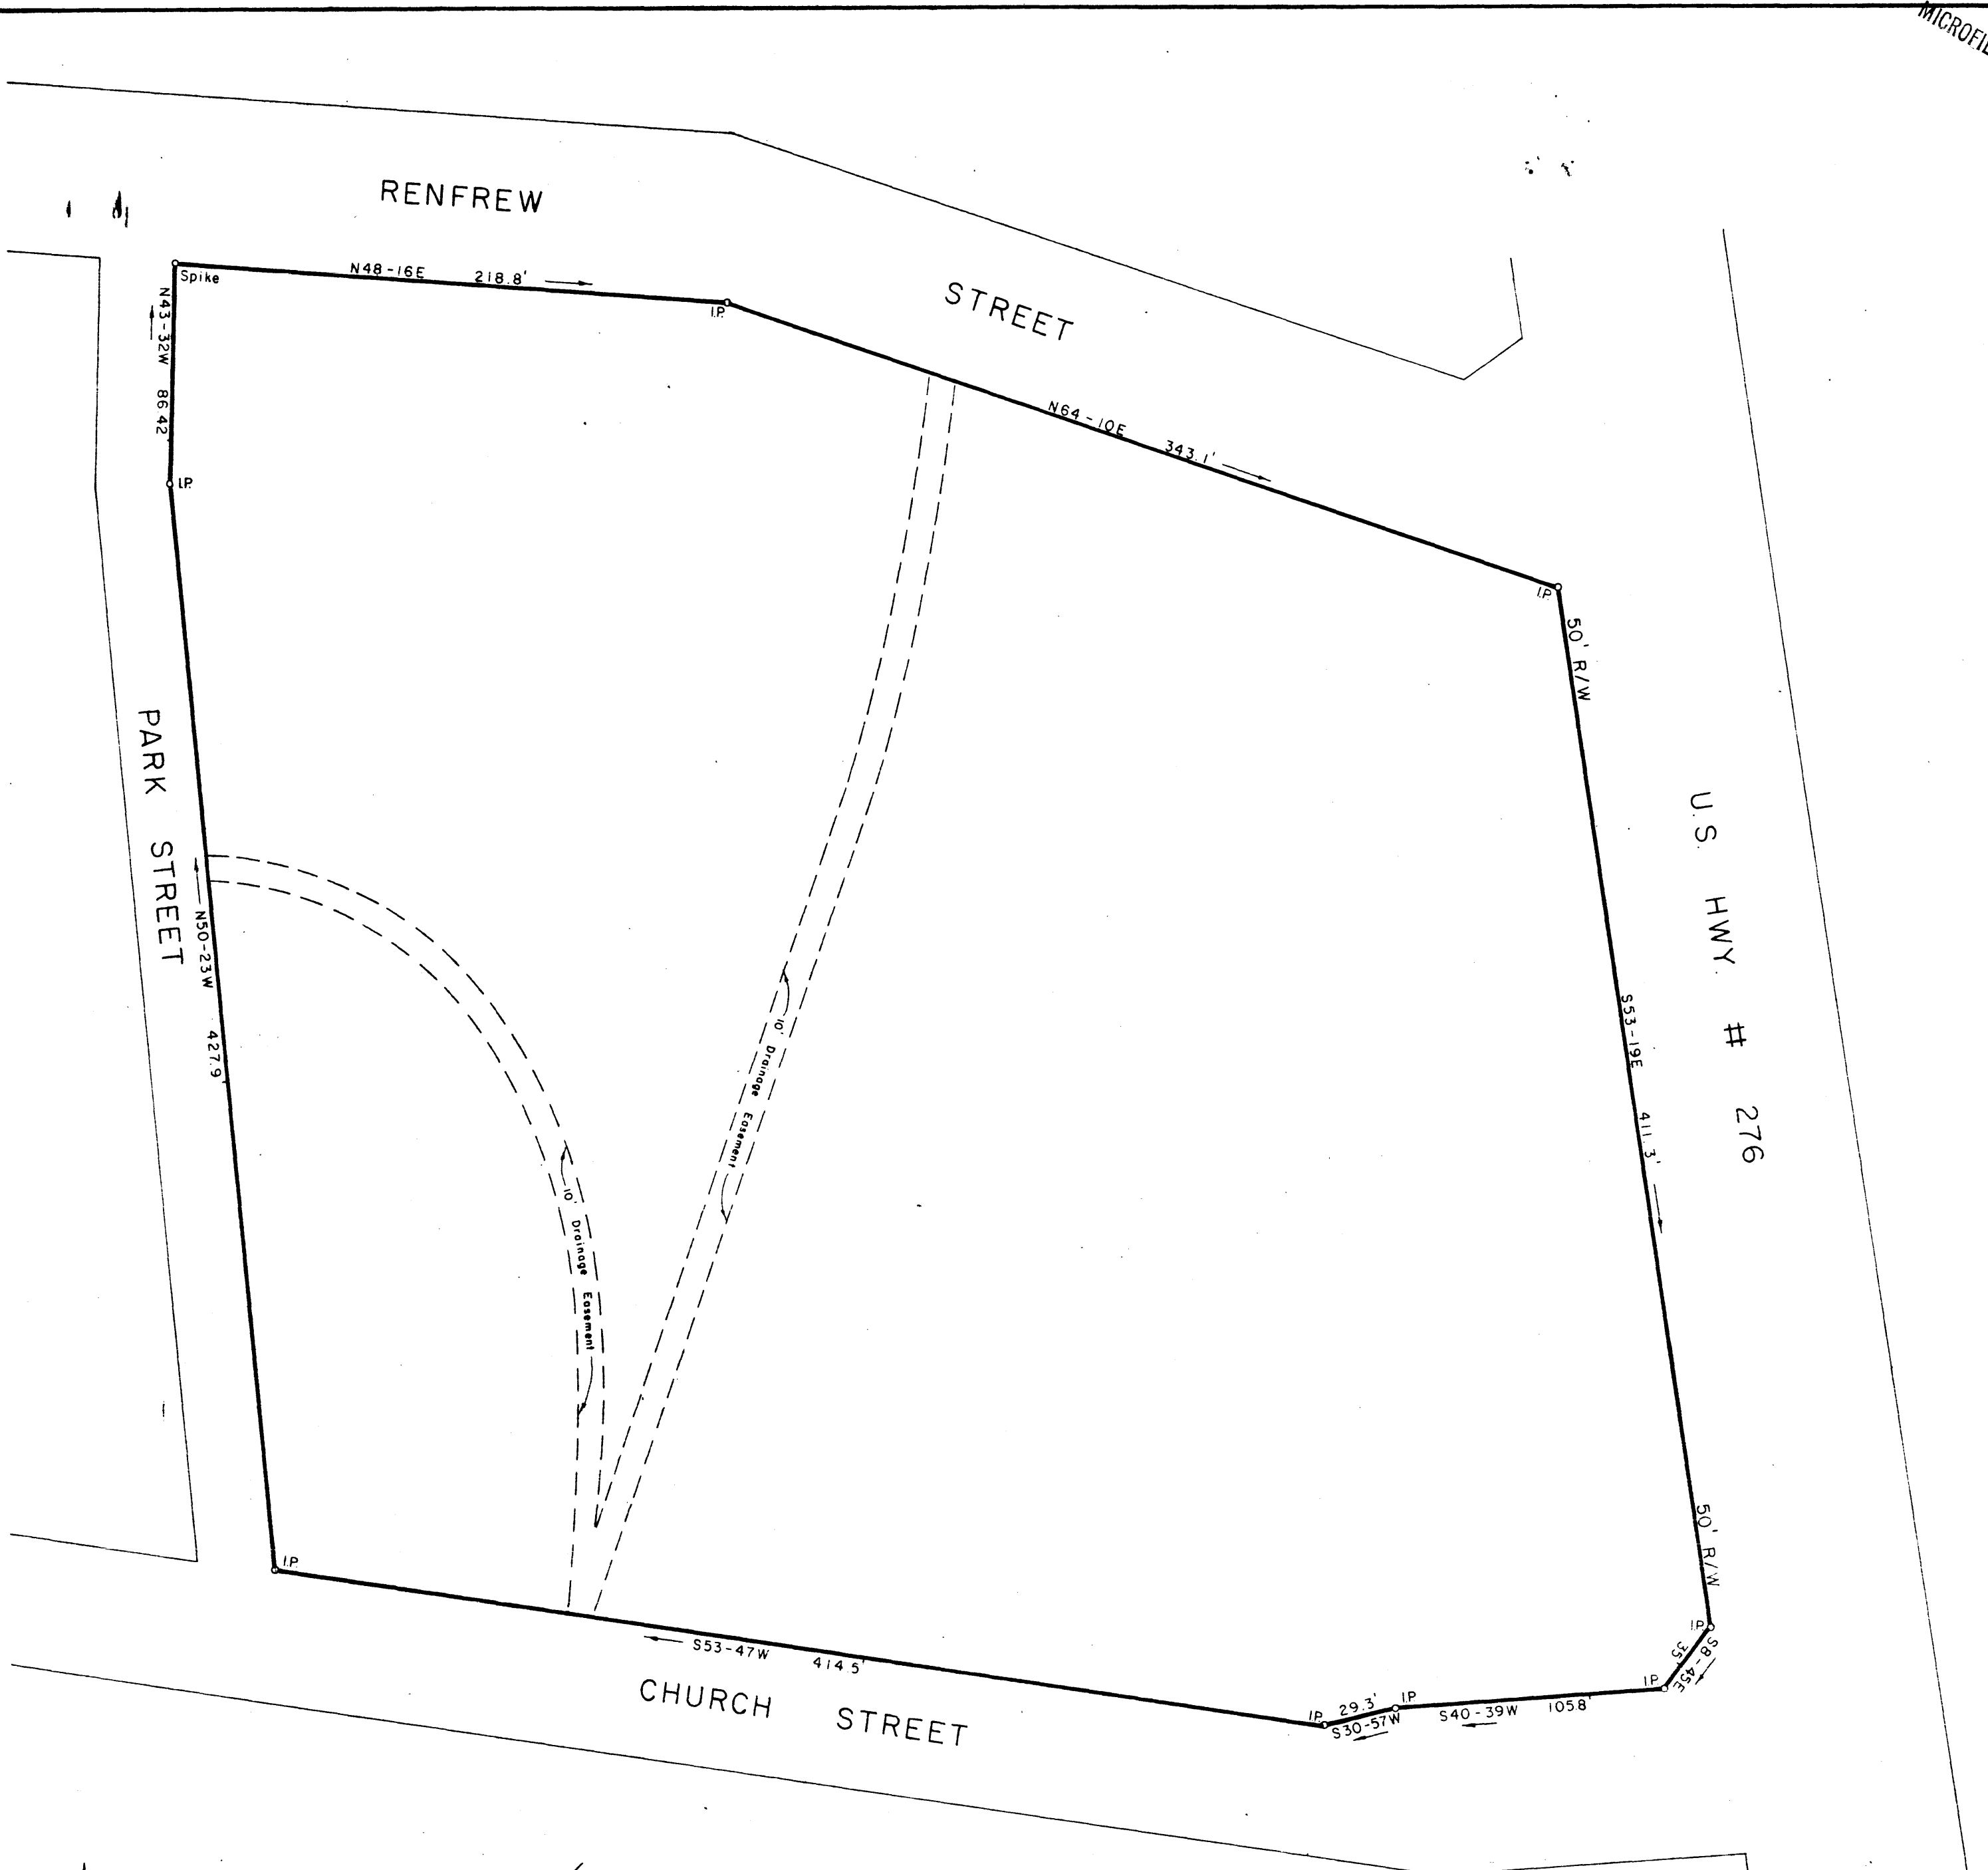 RENFREW
STREET
Spike
N48-16E 218.8'
I.P.
N43-32W 86.42'
I.P.
N64-10E 343.1'
I.P.
50' R/W
PARK STREET
N50-23W 427.9'
U.S. HWY. # 276
S53-19E 411.3'
10' Drainage Easement
10' Drainage Easement
50' R/W
I.P.
I.P.
S8-45E
35'
I.P.
I.P.
29.3'
I.P.
S30-57W
S40-39W 105.8'
S53-47W 414.5'
CHURCH STREET